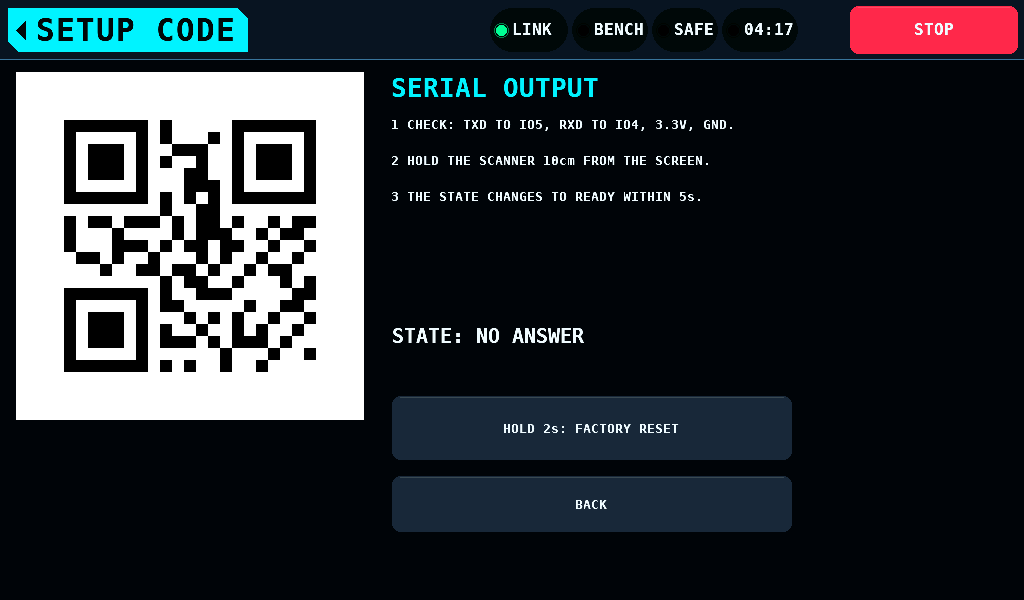 SETUP CODE
LINK
BENCH
SAFE
04:17
STOP
SERIAL OUTPUT
1 CHECK: TXD TO IO5, RXD TO IO4, 3.3V, GND.
2 HOLD THE SCANNER 10cm FROM THE SCREEN.
3 THE STATE CHANGES TO READY WITHIN 5s.
STATE: NO ANSWER
HOLD 2s: FACTORY RESET
BACK